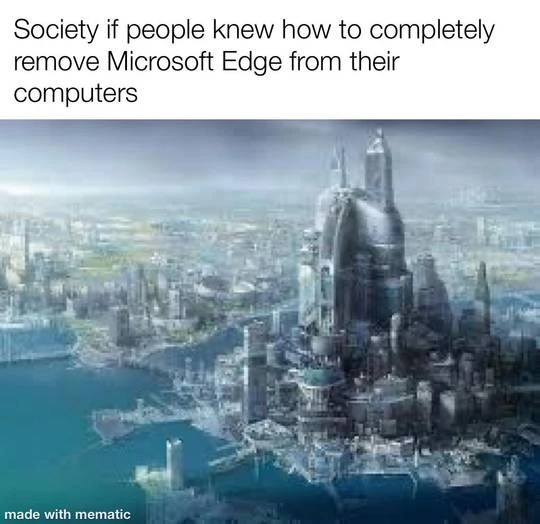 Society if people knew how to completely
remove Microsoft Edge from their
computers
made with mematic